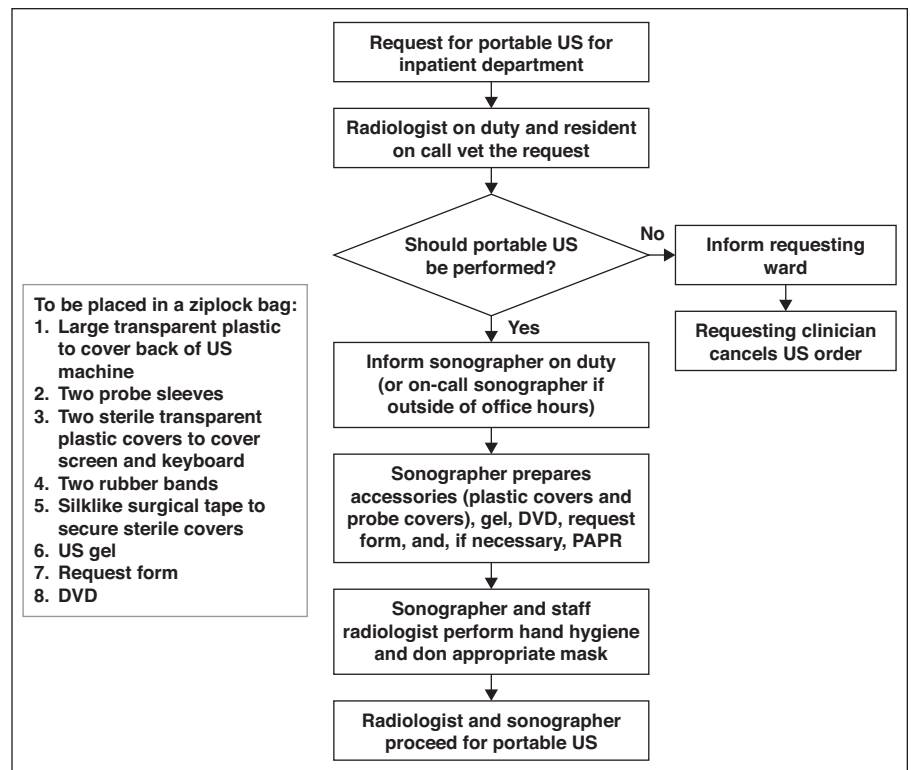 Request for portable US for
inpatient department
Radiologist on duty and resident
on call vet the request
Should portable US
be performed?
No
Inform requesting
ward
Requesting clinician
cancels US order
Yes
Inform sonographer on duty
(or on-call sonographer if
outside of office hours)
Sonographer prepares
accessories (plastic covers and
probe covers), gel, DVD, request
form, and, if necessary, PAPR
Sonographer and staff
radiologist perform hand hygiene
and don appropriate mask
Radiologist and sonographer
proceed for portable US
To be placed in a ziplock bag:
1. Large transparent plastic
to cover back of US
machine
2. Two probe sleeves
3. Two sterile transparent
plastic covers to cover
screen and keyboard
4. Two rubber bands
5. Silklike surgical tape to
secure sterile covers
6. US gel
7. Request form
8. DVD